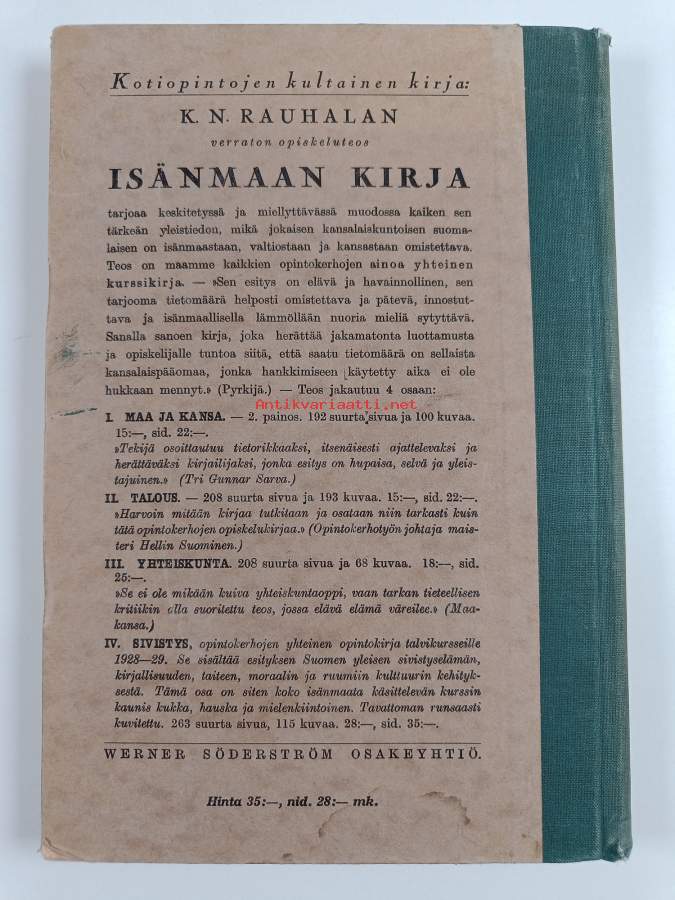 Kotiopintojen kultainen kirja:
K. N. RAUHALAN
verraton opiskeluteos
ISÄNMAAN KIRJA
tarjoaa keskitetyssä ja miellyttävässä muodossa kaiken sen
tärkeän yleistiedon, mikä jokaisen kansalaiskuntoisen suoma-
laisen on isänmaastaan, valtiostaan ja kansastaan omistettava.
Teos on maamme kaikkien opintokerhojen ainoa yhteinen
kurssikirja. — »Sen esitys on elävä ja havainnollinen, sen
tarjooma tietomäärä helposti omistettava ja pätevä, innostut-
tava ja isänmaallisella lämmöllään nuoria mieliä sytyttävä.
Sanalla sanoen kirja, joka herättää jakamatonta luottamusta
ja opiskelijalle tuntoa siitä, että saatu tietomäärä on sellaista
kansalaispääomaa, jonka hankkimiseen käytetty aika ei ole
hukkaan mennyt.» (Pyrkijä.) — Teos jakautuu 4 osaan:
Antikvariaatti.net
I. MAA JA KANSA. — 2. painos. 192 suurta sivua ja 100 kuvaa.
15:—, sid. 22:—.
»Tekijä osoittautuu tietorikkaaksi, itsenäisesti ajattelevaksi ja
herättäväksi kirjailijaksi, jonka esitys on hupaisa, selvä ja yleis-
tajuinen.» (Tri Gunnar Sarva.)
II. TALOUS. — 208 suurta sivua ja 193 kuvaa. 15:—, sid. 22:—.
»Harvoin mitään kirjaa tutkitaan ja osataan niin tarkasti kuin
tätä opintokerhojen opiskelukirjaa.» (Opintokerhotyön johtaja mais-
teri Hellin Suominen.)
III. YHTEISKUNTA. 208 suurta sivua ja 68 kuvaa. 18:—, sid.
25:—.
»Se ei ole mikään kuiva yhteiskuntaoppi, vaan tarkan tieteellisen
kritiikin alla suoritettu teos, jossa elävä elämä väreilee.» (Maa-
kansa.)
IV. SIVISTYS, opintokerhojen yhteinen opintokirja talvikursseille
1928—29. Se sisältää esityksen Suomen yleisen sivistyselämän,
kirjallisuuden, taiteen, moraalin ja ruumiin kulttuurin kehityk-
sestä. Tämä osa on siten koko isänmaata käsittelevän kurssin
kaunis kukka, hauska ja mielenkiintoinen. Tavattoman runsaasti
kuvitettu. 263 suurta sivua, 115 kuvaa. 28:—, sid. 35:—.
WERNER SÖDERSTRÖM OSAKEYHTIÖ.
Hinta 35:—, nid. 28:— mk.